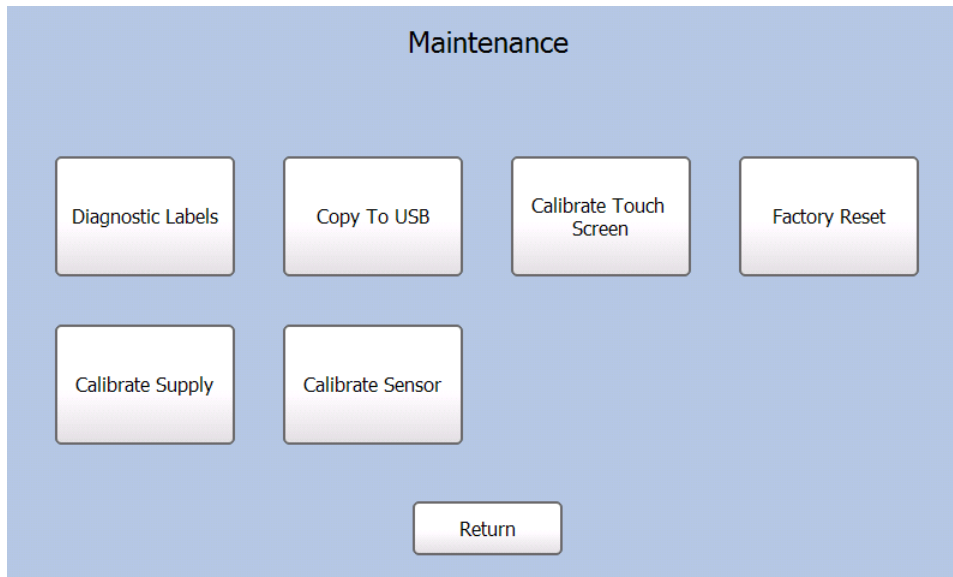 Maintenance
Diagnostic Labels
Copy To USB
Calibrate Touch
Screen
Factory Reset
Calibrate Supply
Calibrate Sensor
Return